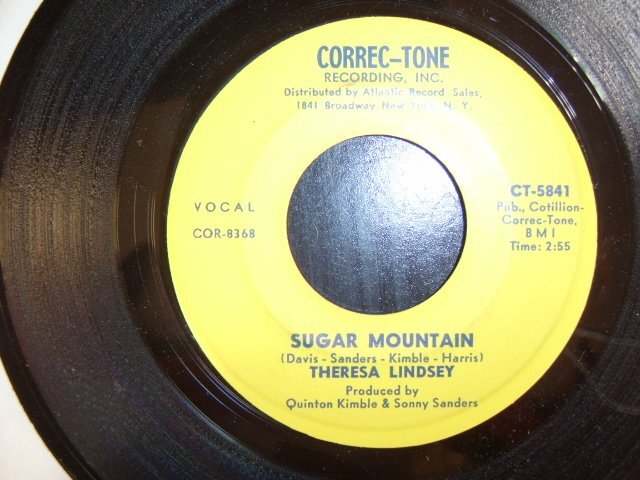 CORREC-TONE
RECORDING, INC.
Distributed by Atlantic Record Sales,
1841 Broadway New York, N. Y.
VOCAL
COR-8368
CT-5841
Pub., Cotillion-
Correc-Tone,
BMI
Time: 2:55
SUGAR MOUNTAIN
(Davis - Sanders - Kimble - Harris)
THERESA LINDSEY
Produced by
Quinton Kimble & Sonny Sanders